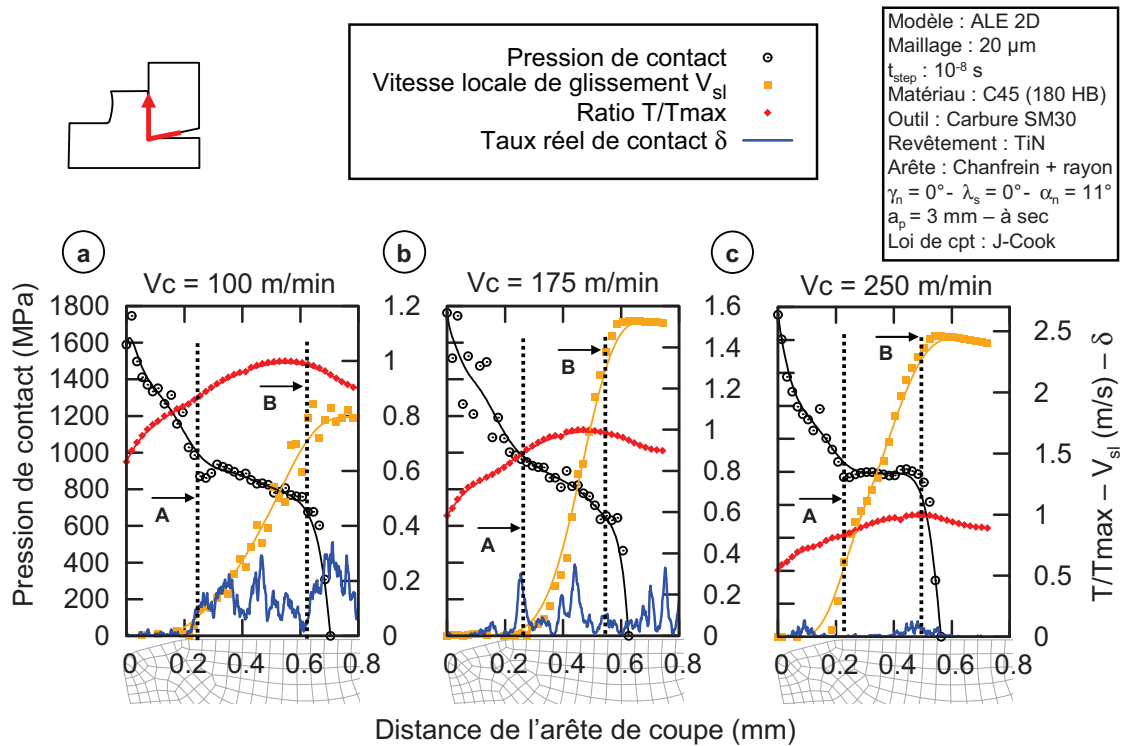 Pression de contact
Vitesse locale de glissement Vsl
Ratio T/Tmax
Taux réel de contact δ
Modèle : ALE 2D
Maillage : 20 µm
tstep : 10-8 s
Matériau : C45 (180 HB)
Outil : Carbure SM30
Revêtement : TiN
Arête : Chanfrein + rayon
γn = 0° - λs = 0° - αn = 11°
ap = 3 mm – à sec
Loi de cpt : J-Cook
a
Vc = 100 m/min
b
Vc = 175 m/min
c
Vc = 250 m/min
Pression de contact (MPa)
1800
1600
1400
1200
1000
800
600
400
200
0
A
B
0 0.2 0.4 0.6 0.8
1.2
1
0.8
0.6
0.4
0.2
0
A
B
0 0.2 0.4 0.6 0.8
1.6
1.4
1.2
1
0.8
0.6
0.4
0.2
0
A
B
0 0.2 0.4 0.6 0.8
2.5
2
1.5
1
0.5
0
T/Tmax – Vsl (m/s) – δ
Distance de l'arête de coupe (mm)